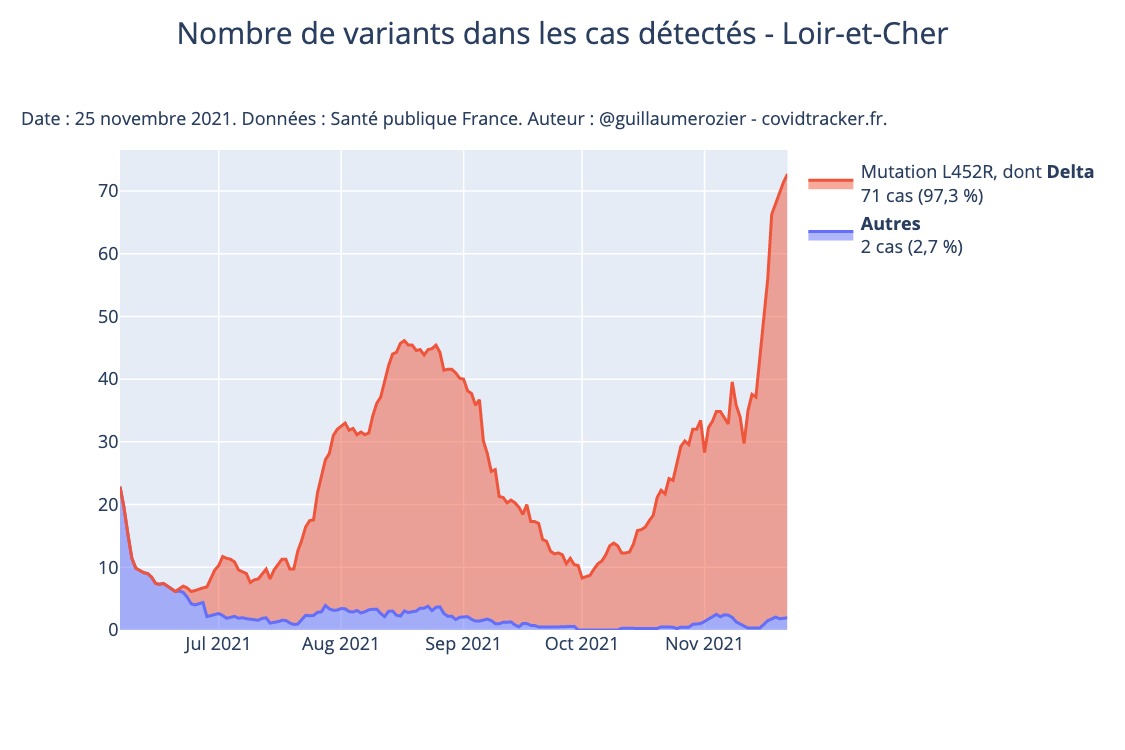 Nombre de variants dans les cas détectés - Loir-et-Cher
Date : 25 novembre 2021. Données : Santé publique France. Auteur : @guillaumerozier - covidtracker.fr.
Mutation L452R, dont Delta
71 cas (97,3 %)
Autres
2 cas (2,7 %)
70
60
50
40
30
20
10
0
Jul 2021
Aug 2021
Sep 2021
Oct 2021
Nov 2021